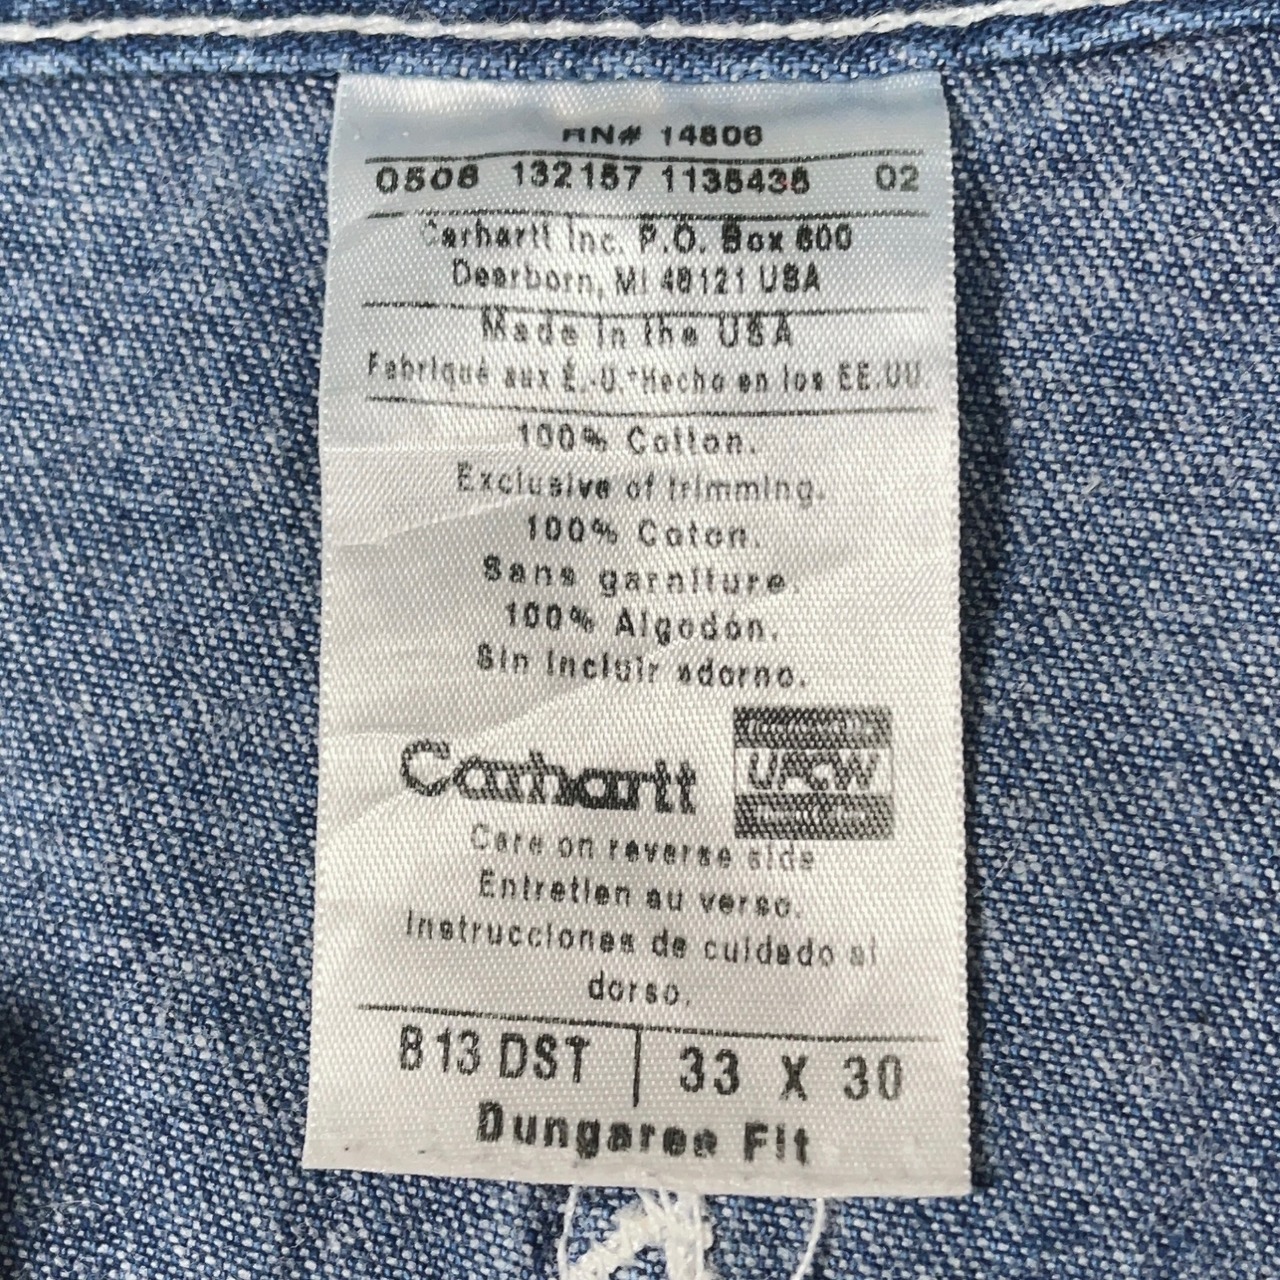 RN# 14806
0508 132157 1135438 02
Carhartt Inc. P.O. Box 600
Dearborn, MI 48121 USA
Made in the USA
Fabriqué aux É.-U.*Hecho en los EE.UU.
100% Cotton.
Exclusive of trimming.
100% Coton.
Sans garniture.
100% Algodón.
Sin incluir adorno.
Carhartt UFCW
Care on reverse side
Entretien au verso.
Instrucciones de cuidado al
dorso.
B13 DST | 33 X 30
Dungaree Fit